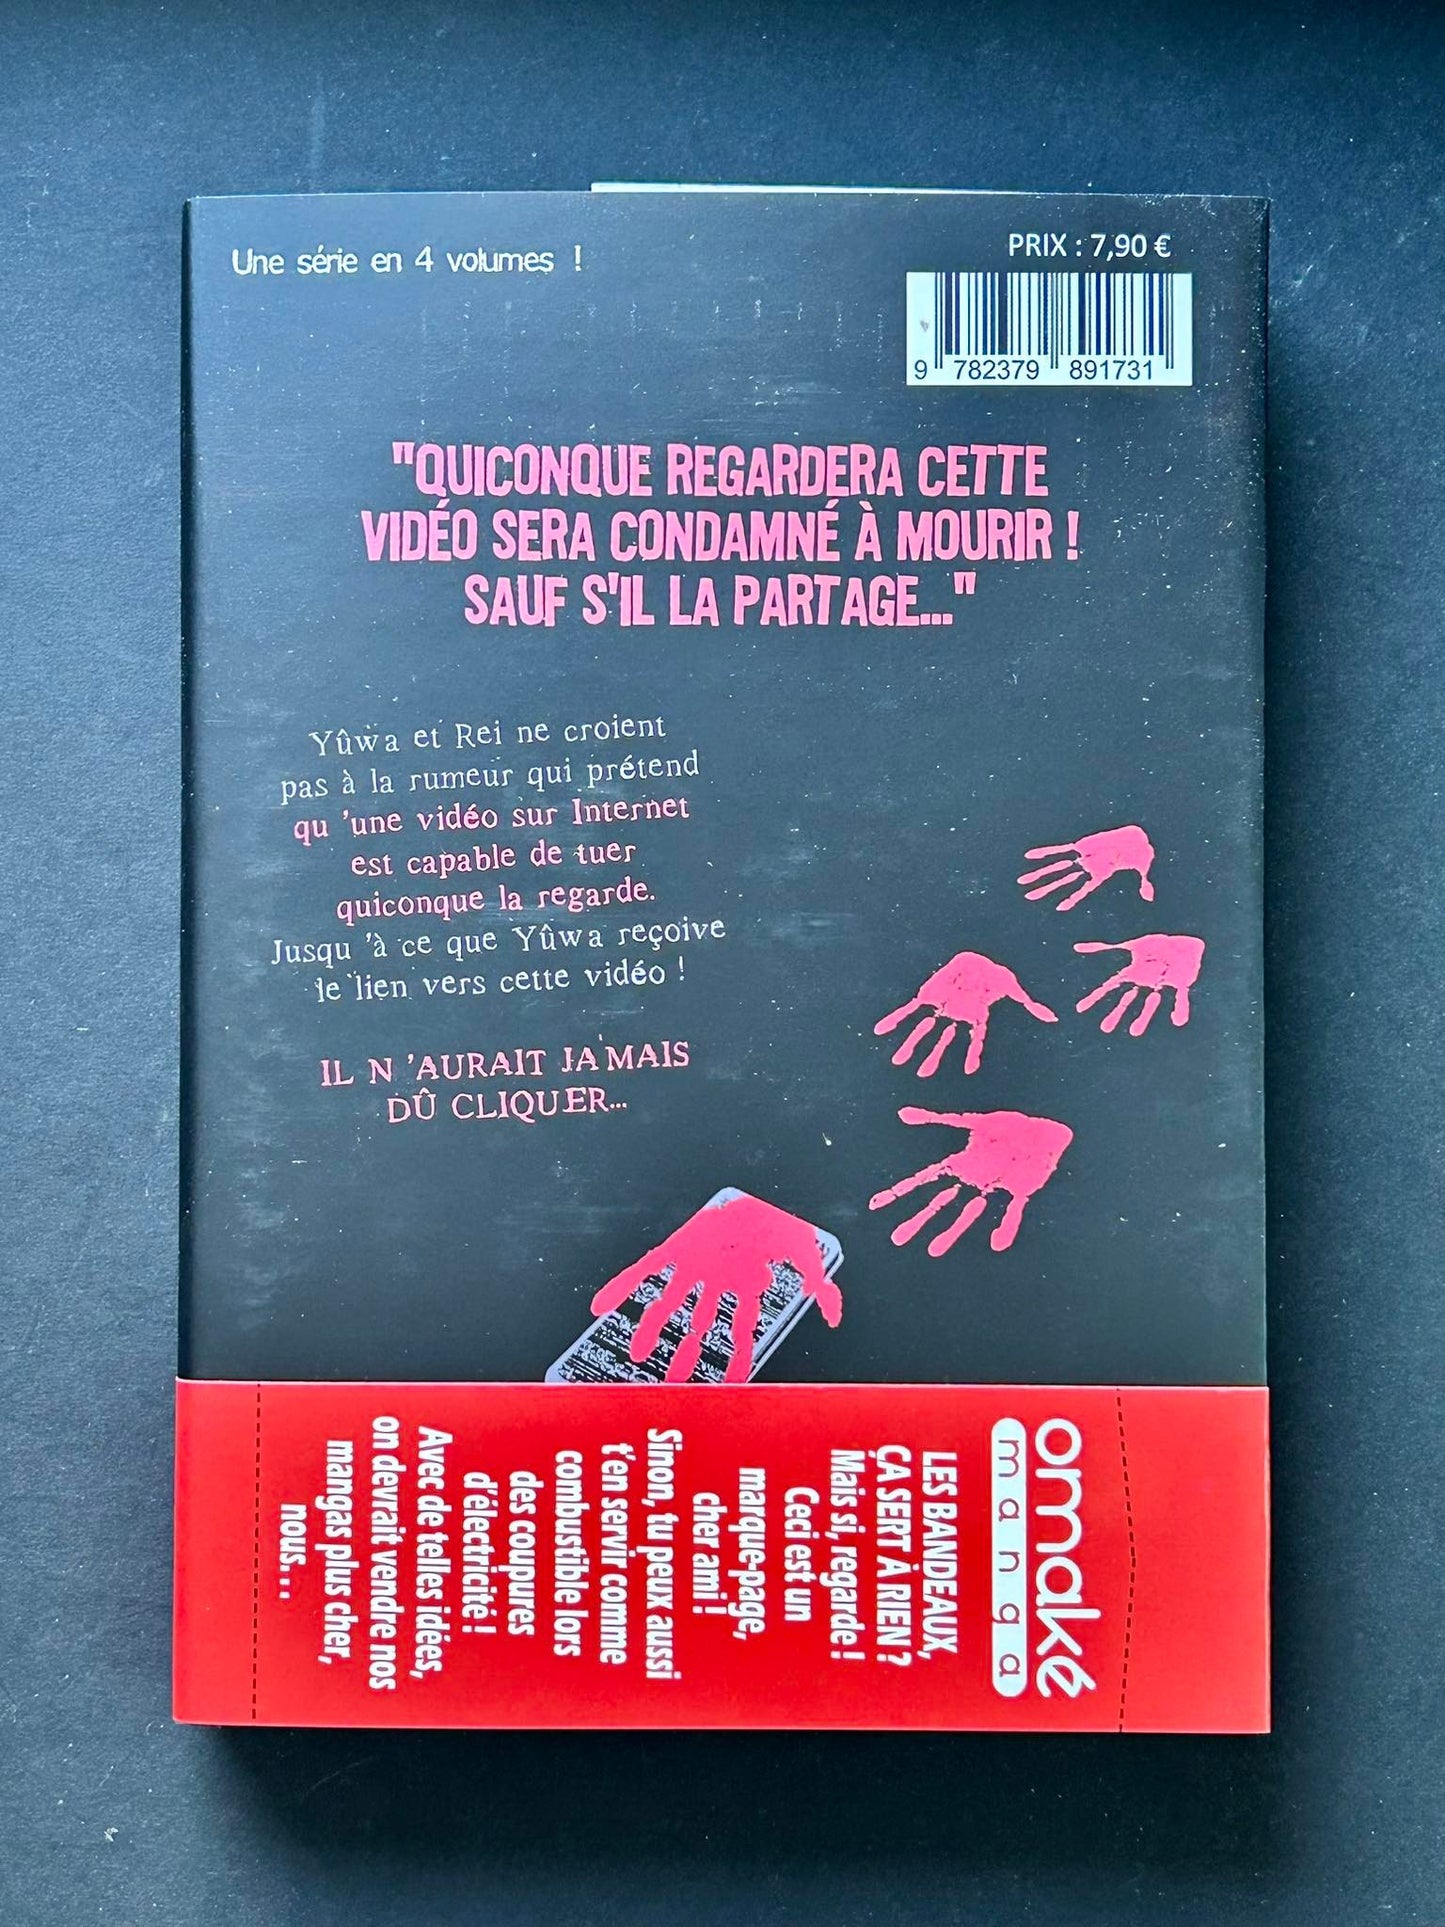 Une série en 4 volumes !
PRIX : 7,90 €
9 782379 891731
"QUICONQUE REGARDERA CETTE
VIDÉO SERA CONDAMNÉ À MOURIR !
SAUF S'IL LA PARTAGE..."
Yûwa et Rei ne croient
pas à la rumeur qui prétend
qu'une vidéo sur Internet
est capable de tuer
quiconque la regarde.
Jusqu'à ce que Yûwa reçoive
le lien vers cette vidéo !
IL N'AURAIT JAMAIS
DÛ CLIQUER...
omaké
manga
LES BANDEAUX,
ÇA SERT À RIEN ?
Mais si, regarde !
Ceci est un
marque-page,
cher ami !
Sinon, tu peux aussi
t'en servir comme
combustible lors
des coupures
d'électricité !
Avec de telles idées,
on devrait vendre nos
mangas plus cher,
nous...